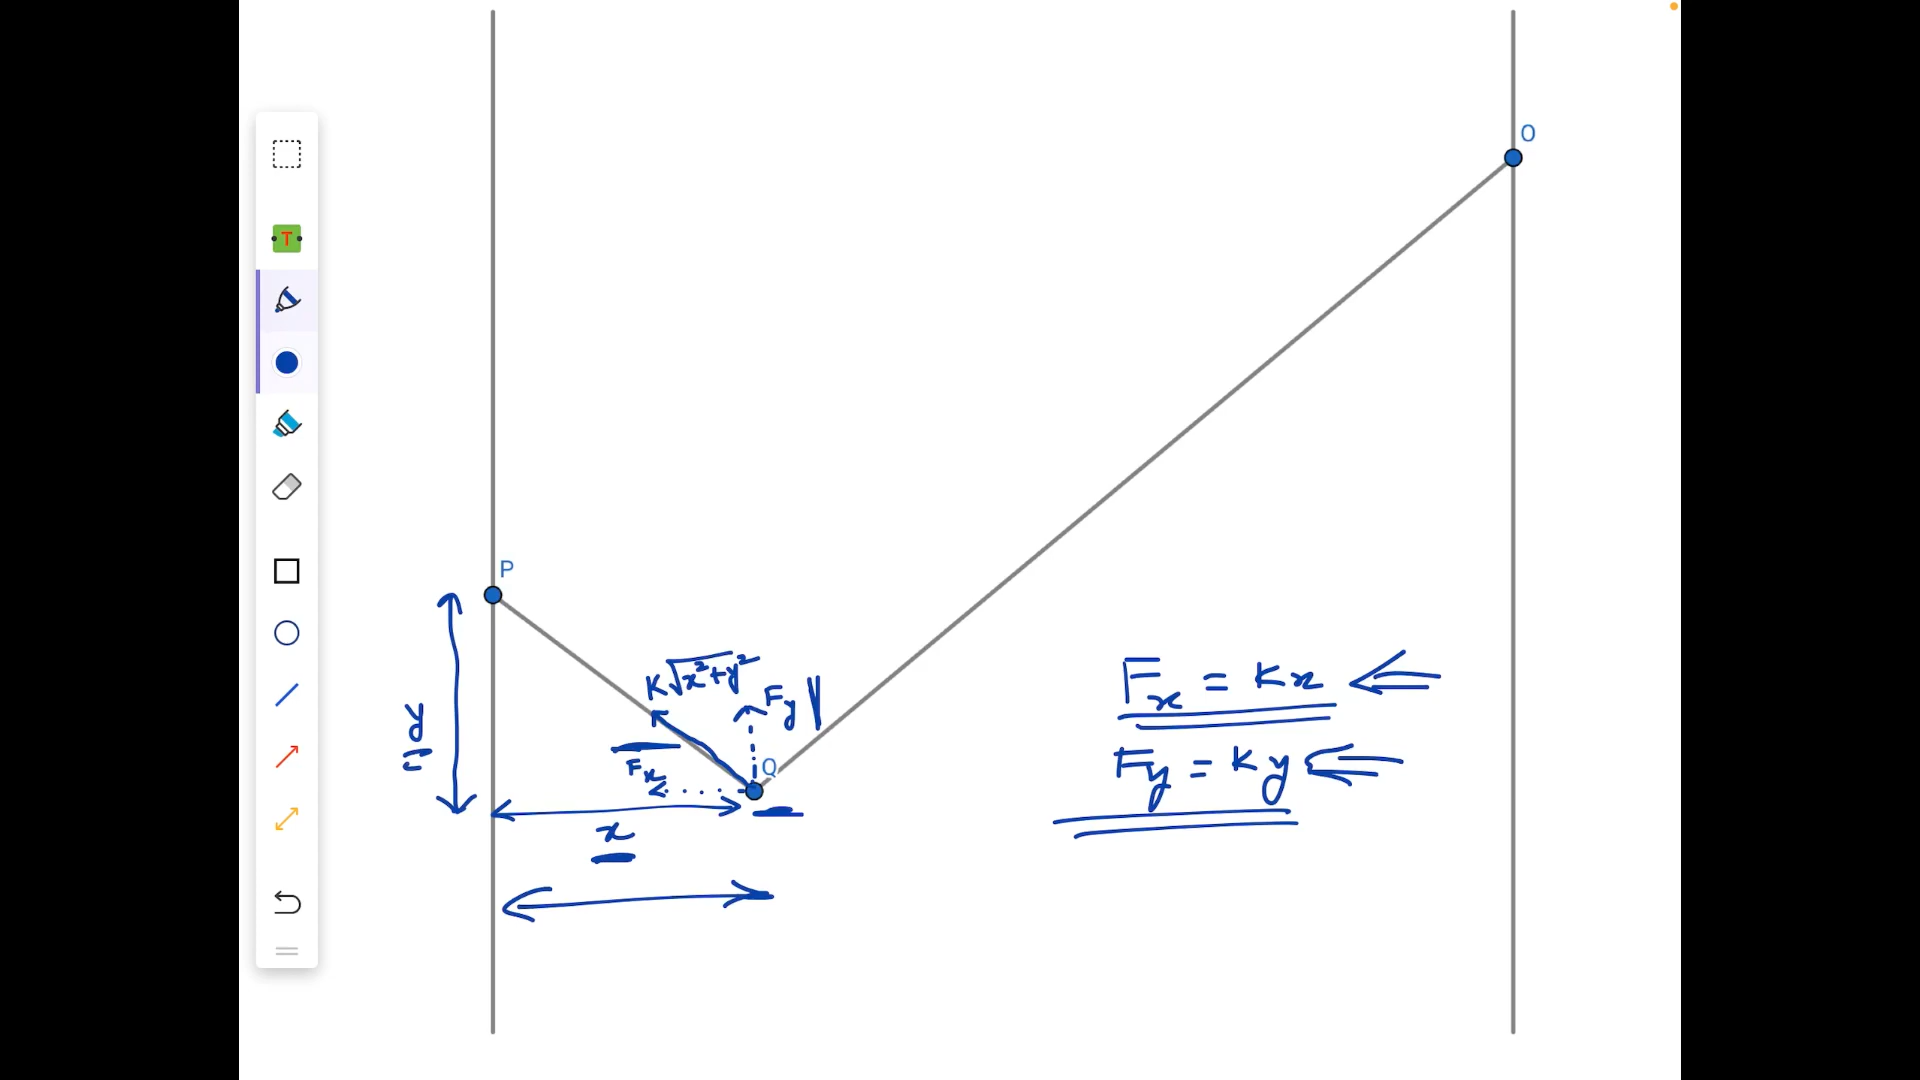 T
O
P
K√x²+y²
Fy
Fx = Kx
y
Fx
Q
Fy = Ky
x